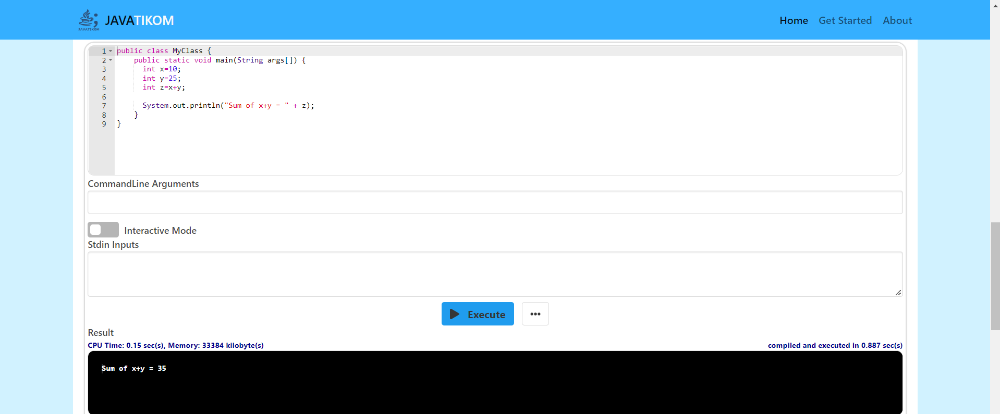 JAVATIKOM
JAVATIKOM
Home Get Started About
1 public class MyClass {
2 public static void main(String args[]) {
3 int x=10;
4 int y=25;
5 int z=x+y;
6
7 System.out.println("Sum of x+y = " + z);
8 }
9 }
CommandLine Arguments
Interactive Mode
Stdin Inputs
Execute •••
Result
CPU Time: 0.15 sec(s), Memory: 33384 kilobyte(s) compiled and executed in 0.887 sec(s)
Sum of x+y = 35